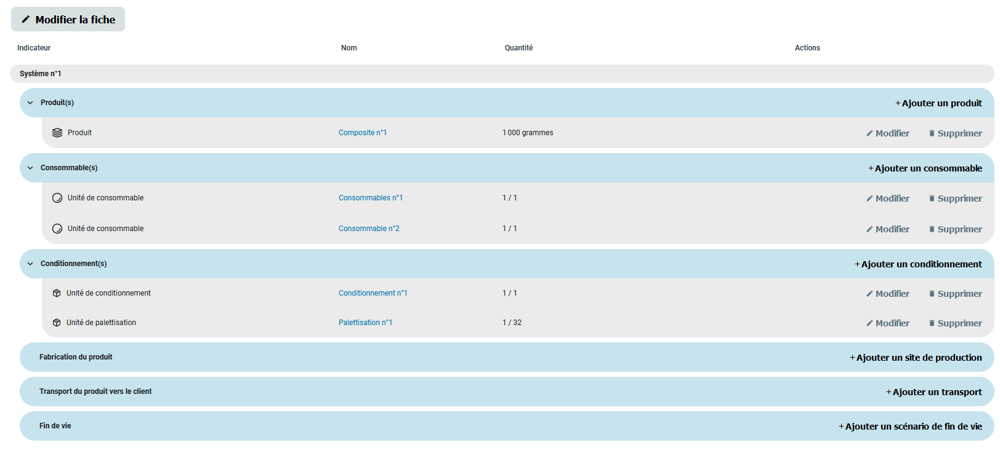 Modifier la fiche
Indicateur Nom Quantité Actions
Système n°1
Produit(s) +Ajouter un produit
Produit Composite n°1 1 000 grammes Modifier Supprimer
Consommable(s) +Ajouter un consommable
Unité de consommable Consommables n°1 1 / 1 Modifier Supprimer
Unité de consommable Consommable n°2 1 / 1 Modifier Supprimer
Conditionnement(s) +Ajouter un conditionnement
Unité de conditionnement Conditionnement n°1 1 / 1 Modifier Supprimer
Unité de palettisation Palettisation n°1 1 / 32 Modifier Supprimer
Fabrication du produit +Ajouter un site de production
Transport du produit vers le client +Ajouter un transport
Fin de vie +Ajouter un scénario de fin de vie